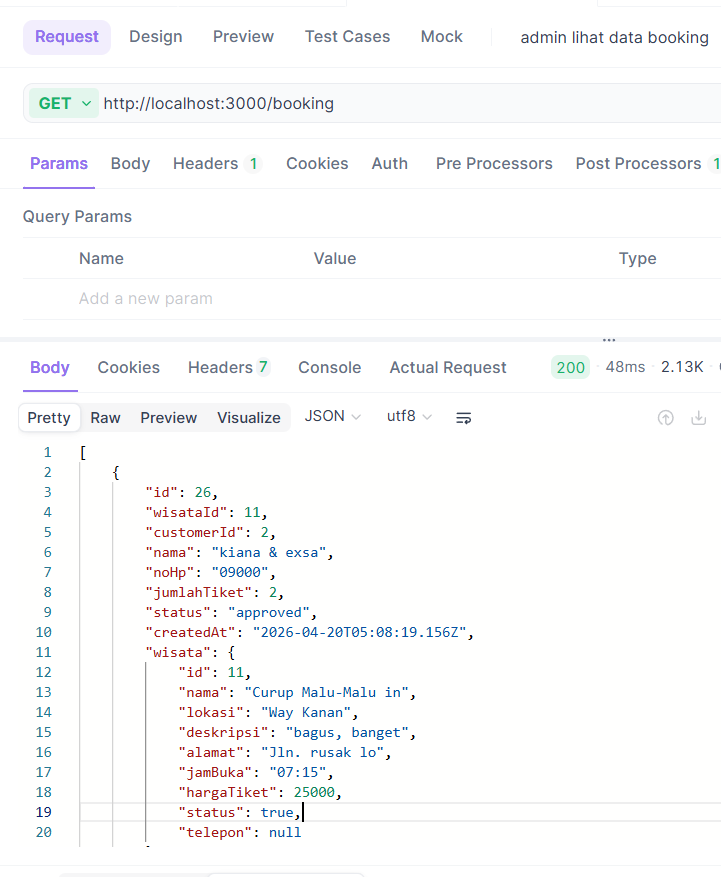 Request Design Preview Test Cases Mock admin lihat data booking
GET http://localhost:3000/booking
Params Body Headers 1 Cookies Auth Pre Processors Post Processors 1
Query Params
Name Value Type
Add a new param
Body Cookies Headers 7 Console Actual Request 200 · 48ms · 2.13K ·
Pretty Raw Preview Visualize JSON utf8
1 [
2 {
3 "id": 26,
4 "wisataId": 11,
5 "customerId": 2,
6 "nama": "kiana & exsa",
7 "noHp": "09000",
8 "jumlahTiket": 2,
9 "status": "approved",
10 "createdAt": "2026-04-20T05:08:19.156Z",
11 "wisata": {
12 "id": 11,
13 "nama": "Curup Malu-Malu in",
14 "lokasi": "Way Kanan",
15 "deskripsi": "bagus, banget",
16 "alamat": "Jln. rusak lo",
17 "jamBuka": "07:15",
18 "hargaTiket": 25000,
19 "status": true,
20 "telepon": null